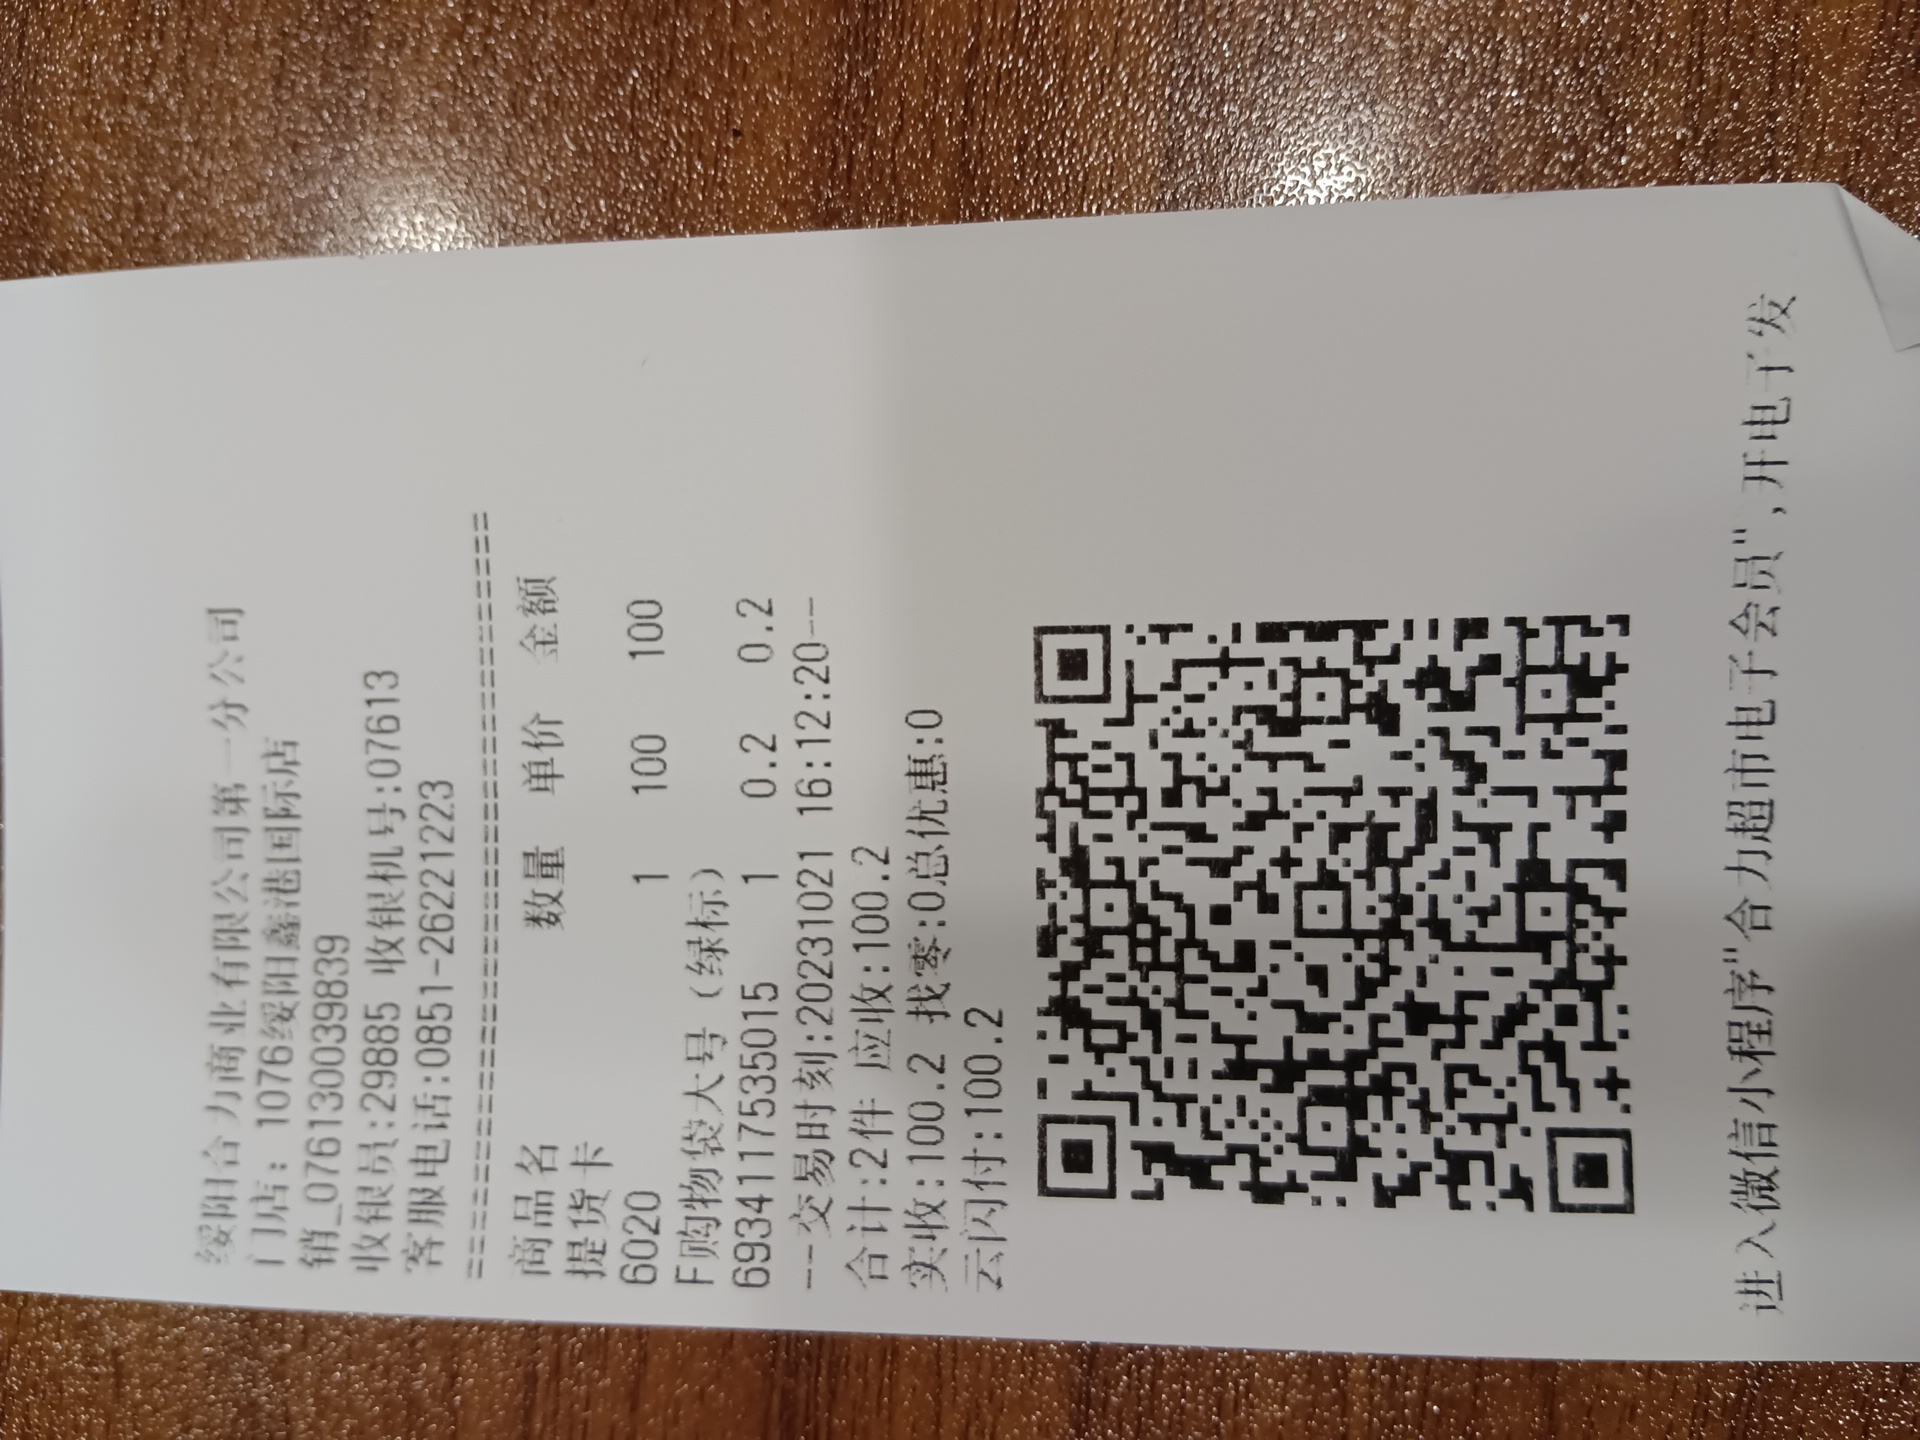 绥阳合力商业有限公司第一分公司
门店: 1076绥阳鑫港国际店
销_0761300039839
收银员:29885 收银机号:07613
客服电话:0851-26221223
================================
商品名 数量 单价 金额
提货卡
6020 1 100 100
F购物袋大号(绿标)
6934117535015 1 0.2 0.2
--交易时刻:20231021 16:12:20--
合计:2件 应收:100.2
实收:100.2 找零:0总优惠:0
云闪付:100.2
进入微信小程序"合力超市电子会员",开电子发